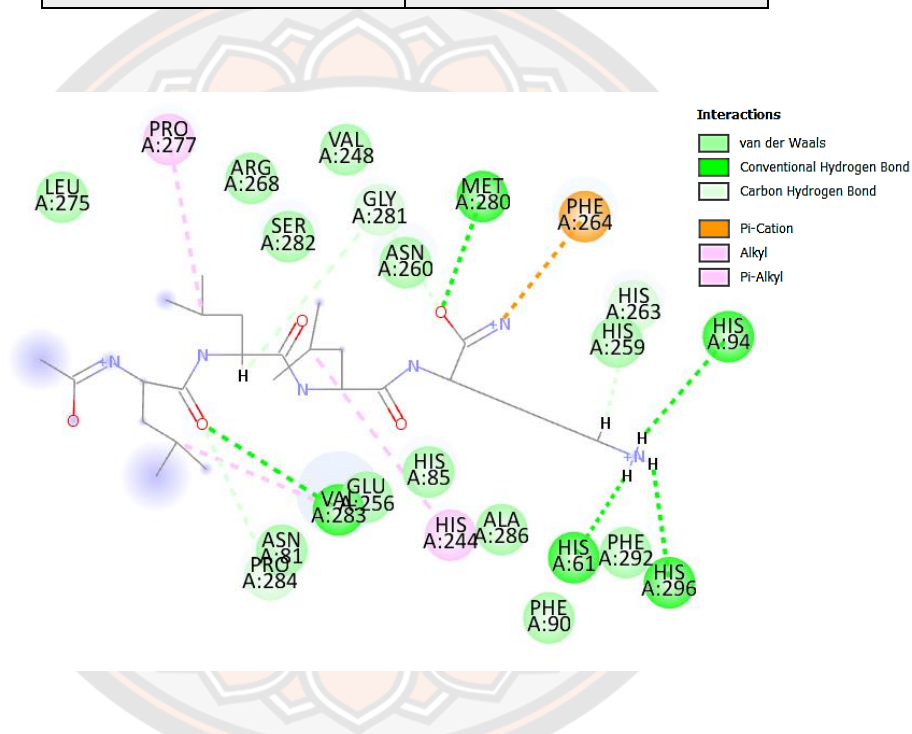 Interactions
van der Waals
Conventional Hydrogen Bond
Carbon Hydrogen Bond
Pi-Cation
Alkyl
Pi-Alkyl
PRO
A:277
VAL
A:248
ARG
A:268
LEU
A:275
GLY
A:281
MET
A:280
PHE
A:264
SER
A:282
ASN
A:260
HIS
A:263
HIS
A:259
HIS
A:94
O
+N
O
N
+N
H
N
N
O
O
O
H
H
+N
H
H
HIS
A:85
GLU
A:256
VAL
A:283
HIS
A:244
ALA
A:286
ASN
A:81
PRO
A:284
HIS
A:61
PHE
A:292
HIS
A:296
PHE
A:90